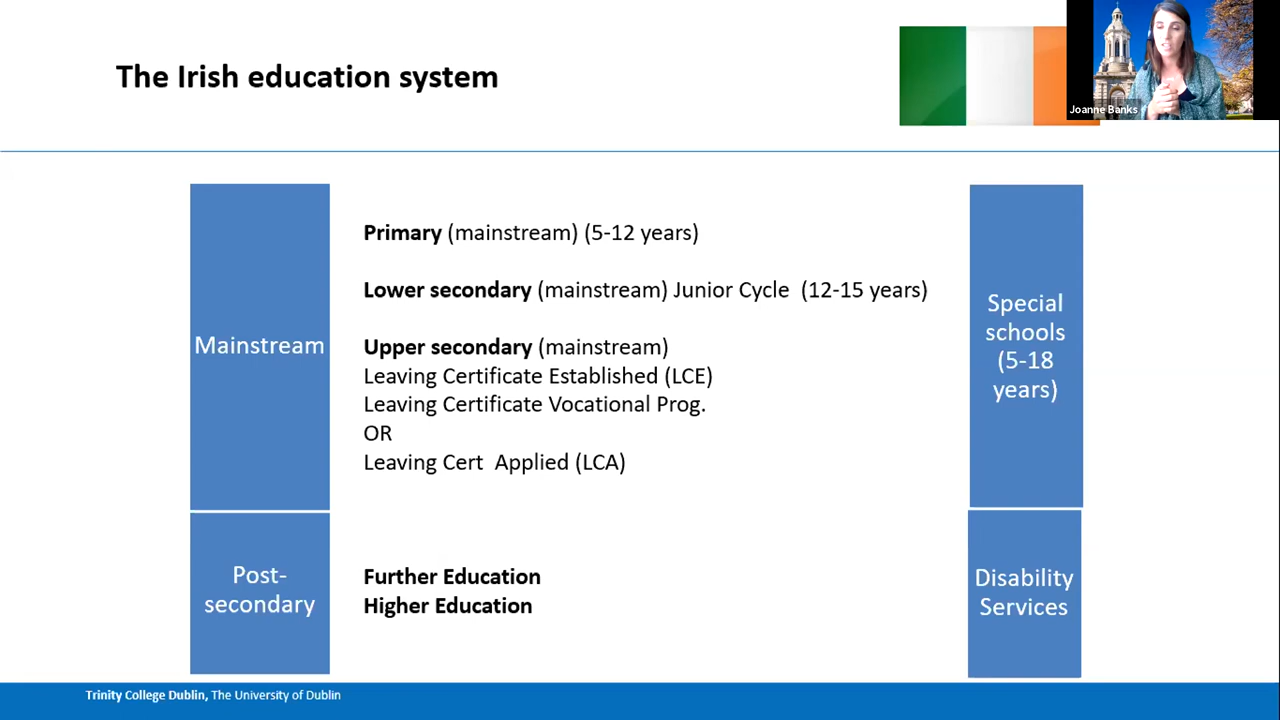 The Irish education system
Joanne Banks
Mainstream
Primary (mainstream) (5-12 years)
Lower secondary (mainstream) Junior Cycle (12-15 years)
Upper secondary (mainstream)
Leaving Certificate Established (LCE)
Leaving Certificate Vocational Prog.
OR
Leaving Cert Applied (LCA)
Special
schools
(5-18
years)
Post-
secondary
Further Education
Higher Education
Disability
Services
Trinity College Dublin, The University of Dublin